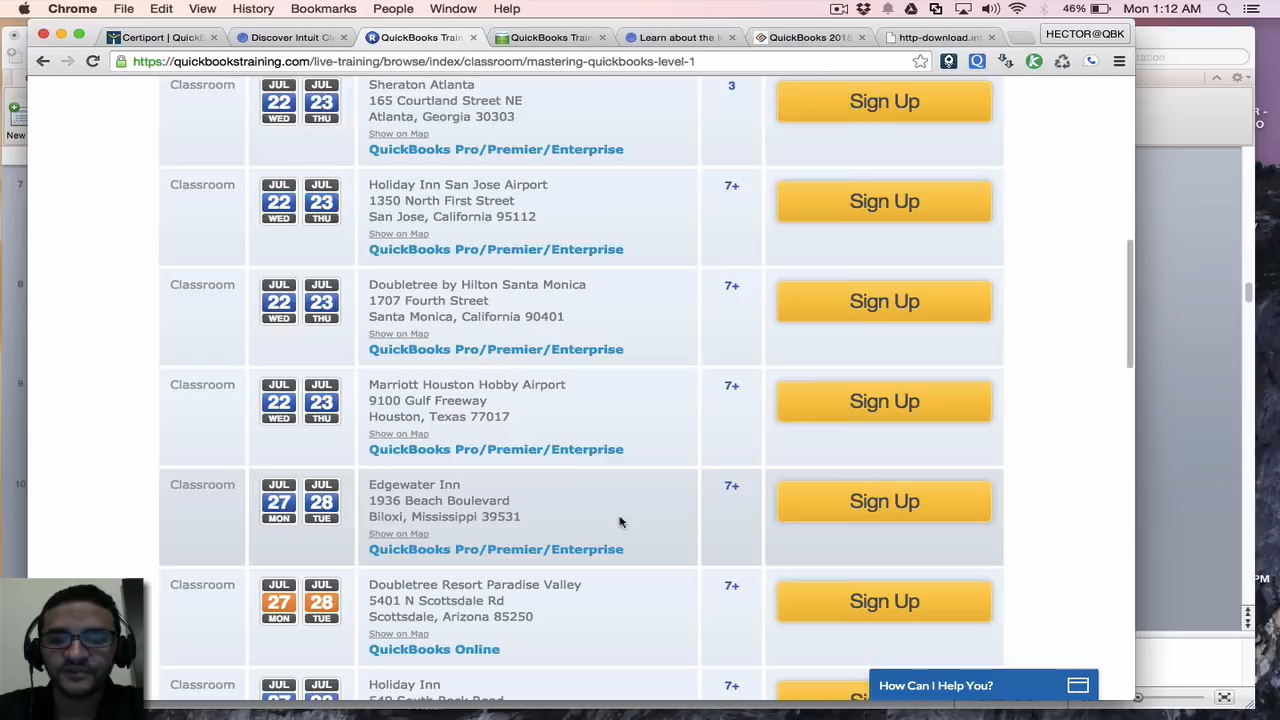 Chrome File Edit View History Bookmarks People Window Help
46% Mon 1:12 AM
Certiport | QuickB
Discover Intuit C
QuickBooks Train
QuickBooks Train
Learn about the I
QuickBooks 2015
http-download.int
HECTOR@QBK
https://quickbookstraining.com/live-training/browse/index/classroom/mastering-quickbooks-level-1
New
7
8
9
10
Classroom
JUL 22 WED
JUL 23 THU
Sheraton Atlanta
165 Courtland Street NE
Atlanta, Georgia 30303
Show on Map
QuickBooks Pro/Premier/Enterprise
3
Sign Up
Classroom
JUL 22 WED
JUL 23 THU
Holiday Inn San Jose Airport
1350 North First Street
San Jose, California 95112
Show on Map
QuickBooks Pro/Premier/Enterprise
7+
Sign Up
Classroom
JUL 22 WED
JUL 23 THU
Doubletree by Hilton Santa Monica
1707 Fourth Street
Santa Monica, California 90401
Show on Map
QuickBooks Pro/Premier/Enterprise
7+
Sign Up
Classroom
JUL 22 WED
JUL 23 THU
Marriott Houston Hobby Airport
9100 Gulf Freeway
Houston, Texas 77017
Show on Map
QuickBooks Pro/Premier/Enterprise
7+
Sign Up
Classroom
JUL 27 MON
JUL 28 TUE
Edgewater Inn
1936 Beach Boulevard
Biloxi, Mississippi 39531
Show on Map
QuickBooks Pro/Premier/Enterprise
7+
Sign Up
Classroom
JUL 27 MON
JUL 28 TUE
Doubletree Resort Paradise Valley
5401 N Scottsdale Rd
Scottsdale, Arizona 85250
Show on Map
QuickBooks Online
7+
Sign Up
Classroom
JUL
JUL
Holiday Inn
7+
How Can I Help You?
PM